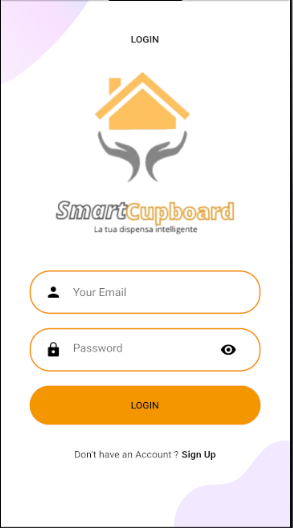 LOGIN
SmartCupboard
La tua dispensa intelligente
Your Email
Password
LOGIN
Don't have an Account ? Sign Up